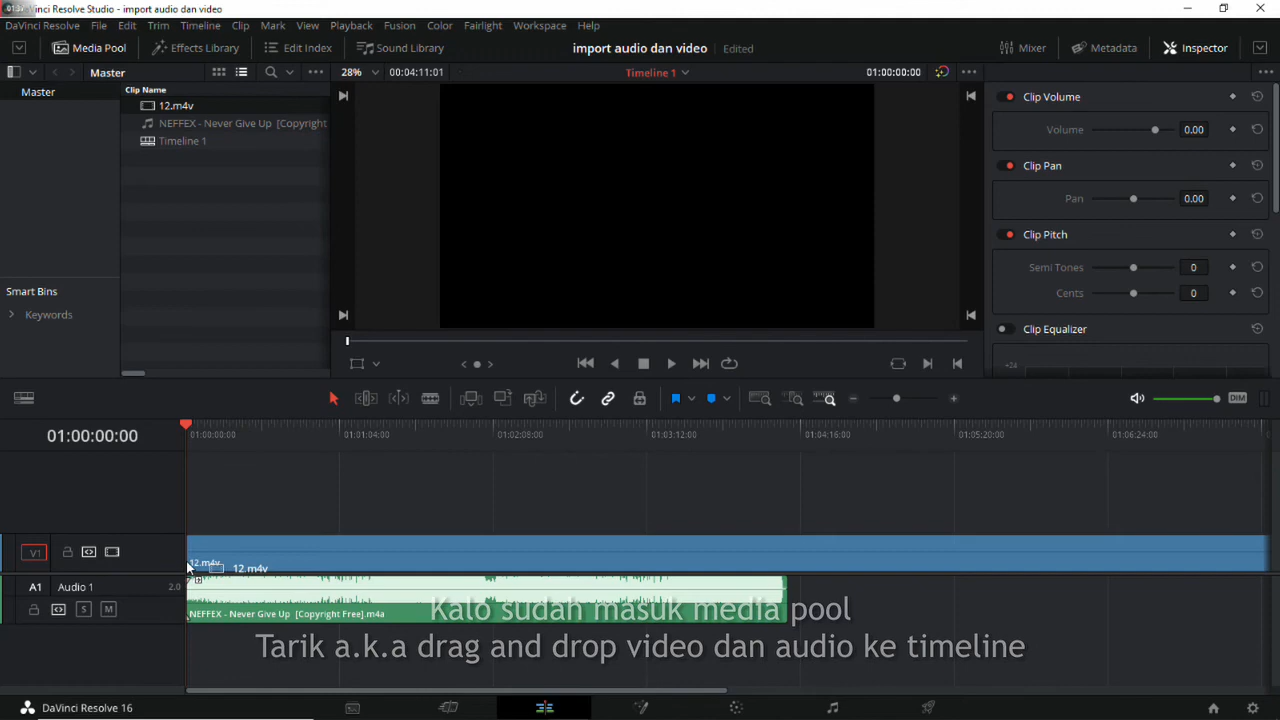 01:37
DaVinci Resolve Studio - import audio dan video
DaVinci Resolve File Edit Trim Timeline Clip Mark View Playback Fusion Color Fairlight Workspace Help
Media Pool Effects Library Edit Index Sound Library import audio dan video Edited Mixer Metadata Inspector
Master 28% 00:04:11:01 Timeline 1 01:00:00:00
Master
Clip Name
12.m4v
NEFFEX - Never Give Up [Copyright
Timeline 1
Smart Bins
Keywords
Clip Volume
Volume 0.00
Clip Pan
Pan 0.00
Clip Pitch
Semi Tones 0
Cents 0
Clip Equalizer
+24
DIM
01:00:00:00
01:00:00:00 01:01:04:00 01:02:08:00 01:03:12:00 01:04:16:00 01:05:20:00 01:06:24:00
V1
12.m4v
12.m4v
A1 Audio 1 2.0
S M
NEFFEX - Never Give Up [Copyright Free].m4a
Kalo sudah masuk media pool
Tarik a.k.a drag and drop video dan audio ke timeline
DaVinci Resolve 16